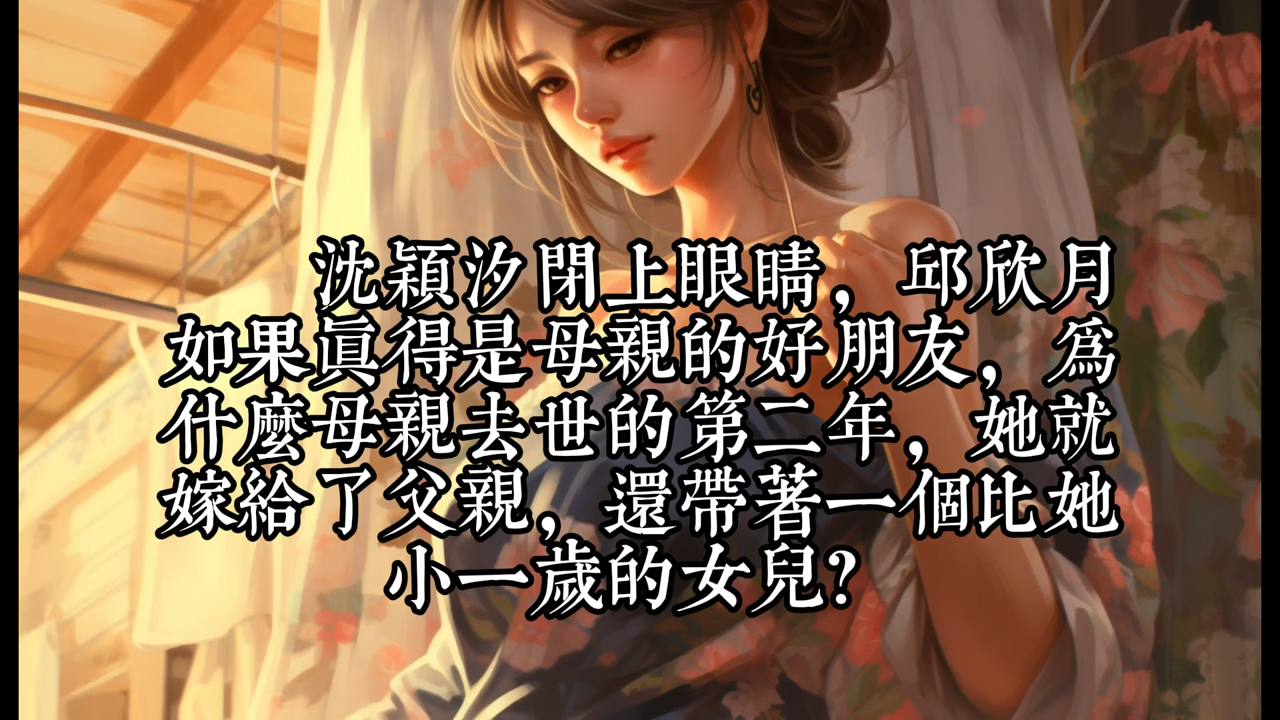 沈穎汐閉上眼睛，邱欣月
如果眞得是母親的好朋友，爲
什麼母親去世的第二年，她就
嫁給了父親，還帶著一個比她
小一歲的女兒？